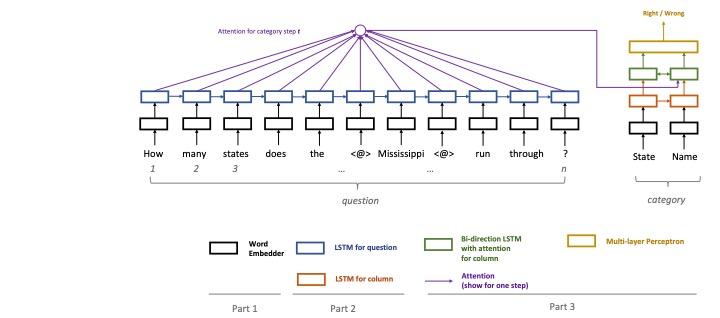 Right / Wrong
Attention for category step t
How many states does the <@> Mississippi <@> run through ?
State Name
1 2 3 ... ... n
question
category
Word Embedder
LSTM for question
Bi-direction LSTM with attention for column
Multi-layer Perceptron
LSTM for column
Attention (show for one step)
Part 1
Part 2
Part 3